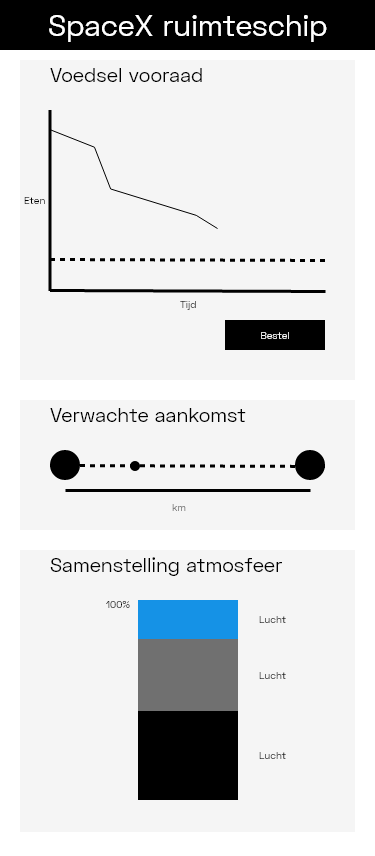 SpaceX ruimteschip
Voedsel vooraad
Eten
Tijd
Bestel
Verwachte aankomst
km
Samenstelling atmosfeer
100%
Lucht
Lucht
Lucht